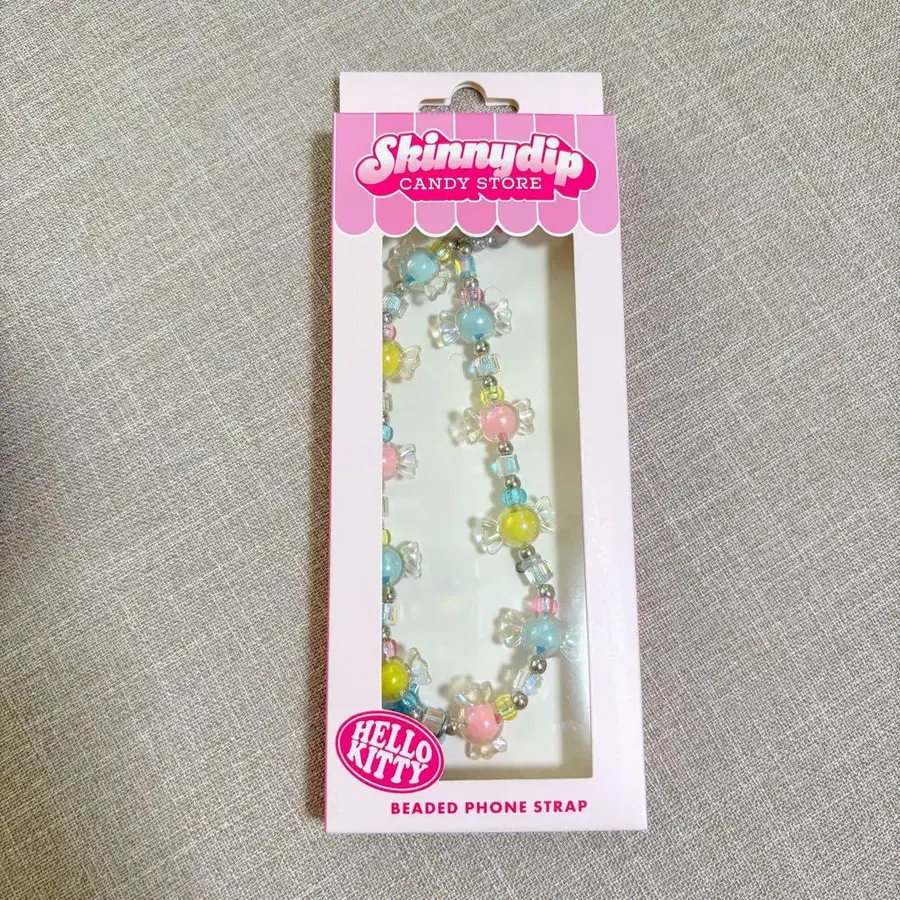 Skinnydip
CANDY STORE
HELLO
KITTY
BEADED PHONE STRAP